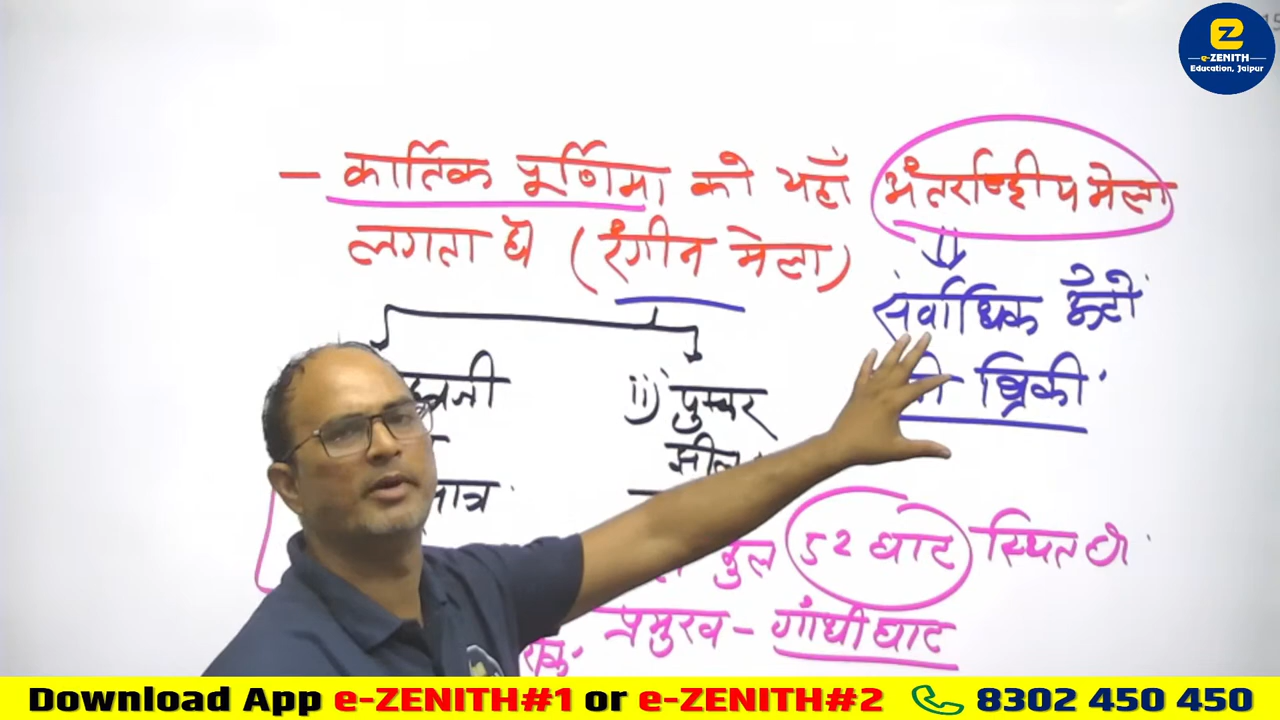 e-ZENITH
Education, Jaipur
- कार्तिक पूर्णिमा को यहाँ अंतर्राष्ट्रीय मेला
लगता है (रंगीन मेला)
सर्वाधिक ऊँटों
की बिक्री
ii) पुष्कर
मात्र
कुल 52 घाट स्थित है
प्रमुख - गाँधी घाट
Download App e-ZENITH#1 or e-ZENITH#2 8302 450 450